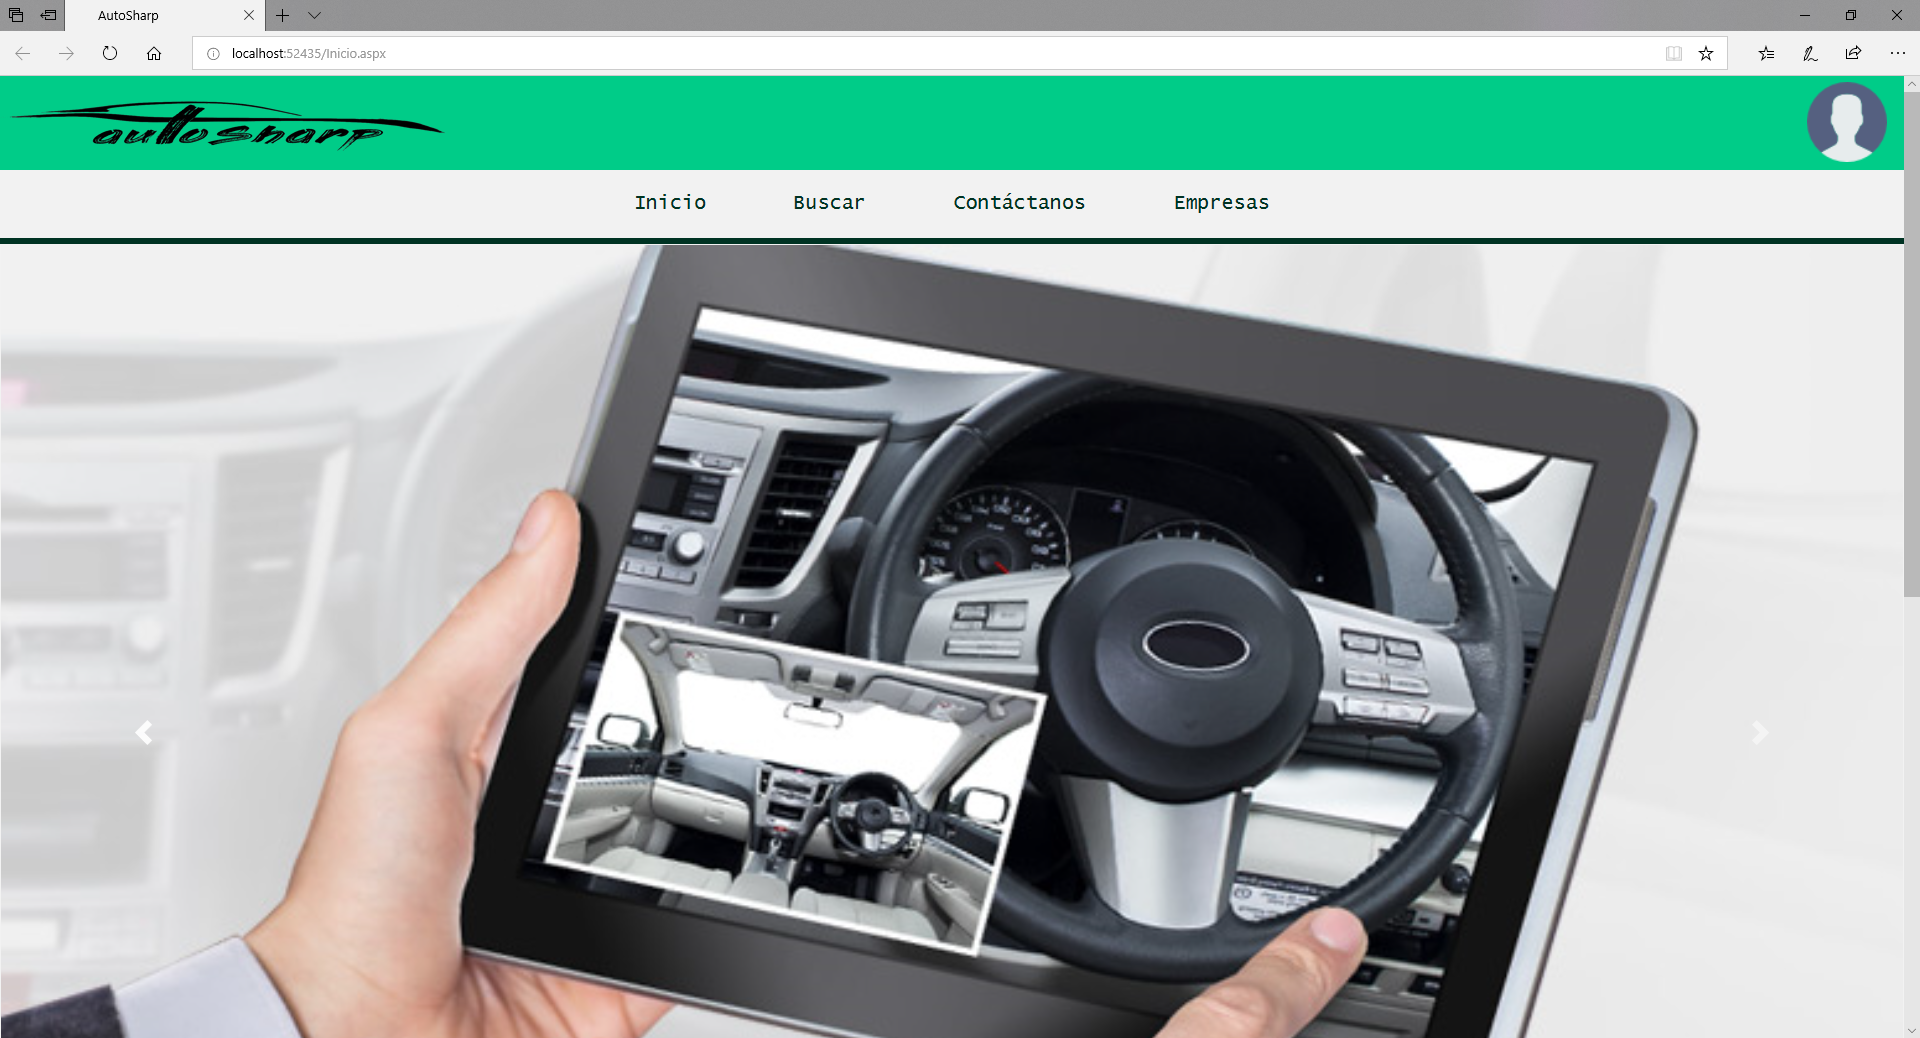 AutoSharp
localhost:52435/Inicio.aspx
autosharp
Inicio Buscar Contáctanos Empresas